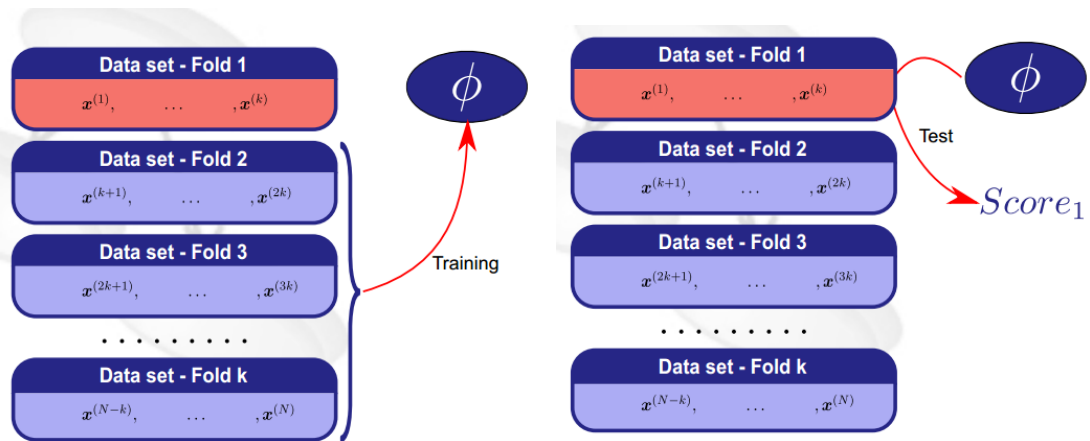 Data set - Fold 1
x^{(1)}, ... , x^{(k)}
Data set - Fold 2
x^{(k+1)}, ... , x^{(2k)}
Data set - Fold 3
x^{(2k+1)}, ... , x^{(3k)}
. . . . . . . . .
Data set - Fold k
x^{(N-k)}, ... , x^{(N)}
ϕ
Training
Data set - Fold 1
x^{(1)}, ... , x^{(k)}
Data set - Fold 2
x^{(k+1)}, ... , x^{(2k)}
Data set - Fold 3
x^{(2k+1)}, ... , x^{(3k)}
. . . . . . . . .
Data set - Fold k
x^{(N-k)}, ... , x^{(N)}
ϕ
Test
Score_1